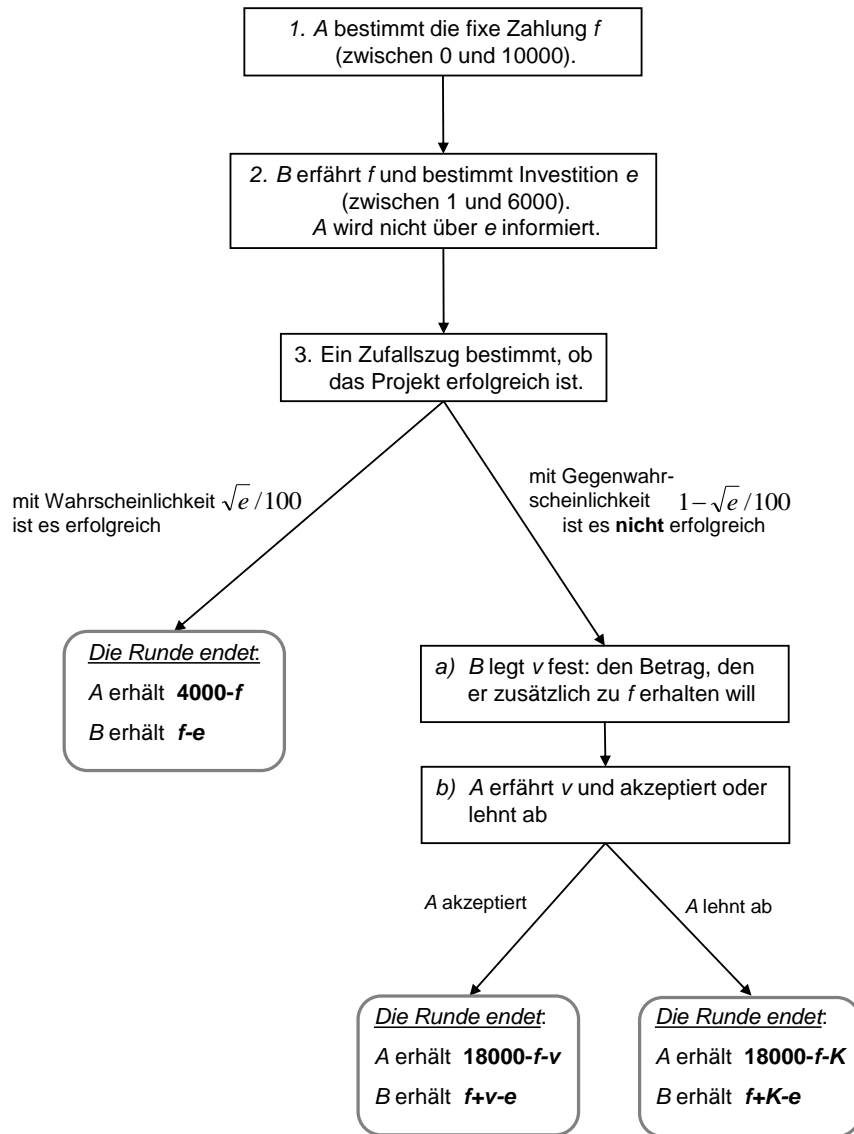 1. A bestimmt die fixe Zahlung f
(zwischen 0 und 10000).
2. B erfährt f und bestimmt Investition e
(zwischen 1 und 6000).
A wird nicht über e informiert.
3. Ein Zufallszug bestimmt, ob
das Projekt erfolgreich ist.
mit Wahrscheinlichkeit √e/100
ist es erfolgreich
mit Gegenwahr-
scheinlichkeit 1−√e/100
ist es nicht erfolgreich
Die Runde endet:
A erhält 4000-f
B erhält f-e
a) B legt v fest: den Betrag, den
er zusätzlich zu f erhalten will
b) A erfährt v und akzeptiert oder
lehnt ab
A akzeptiert
A lehnt ab
Die Runde endet:
A erhält 18000-f-v
B erhält f+v-e
Die Runde endet:
A erhält 18000-f-K
B erhält f+K-e